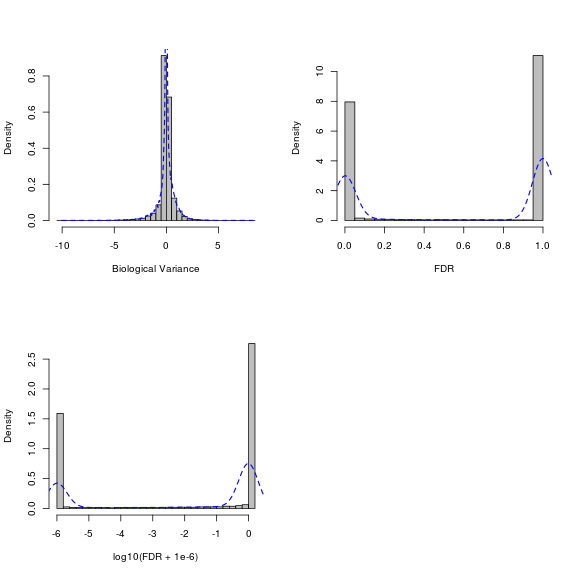 Density
0.0 0.2 0.4 0.6 0.8
-10 -5 0 5
Biological Variance
Density
0 2 4 6 8 10
0.0 0.2 0.4 0.6 0.8 1.0
FDR
Density
0.0 0.5 1.0 1.5 2.0 2.5
-6 -5 -4 -3 -2 -1 0
log10(FDR + 1e-6)